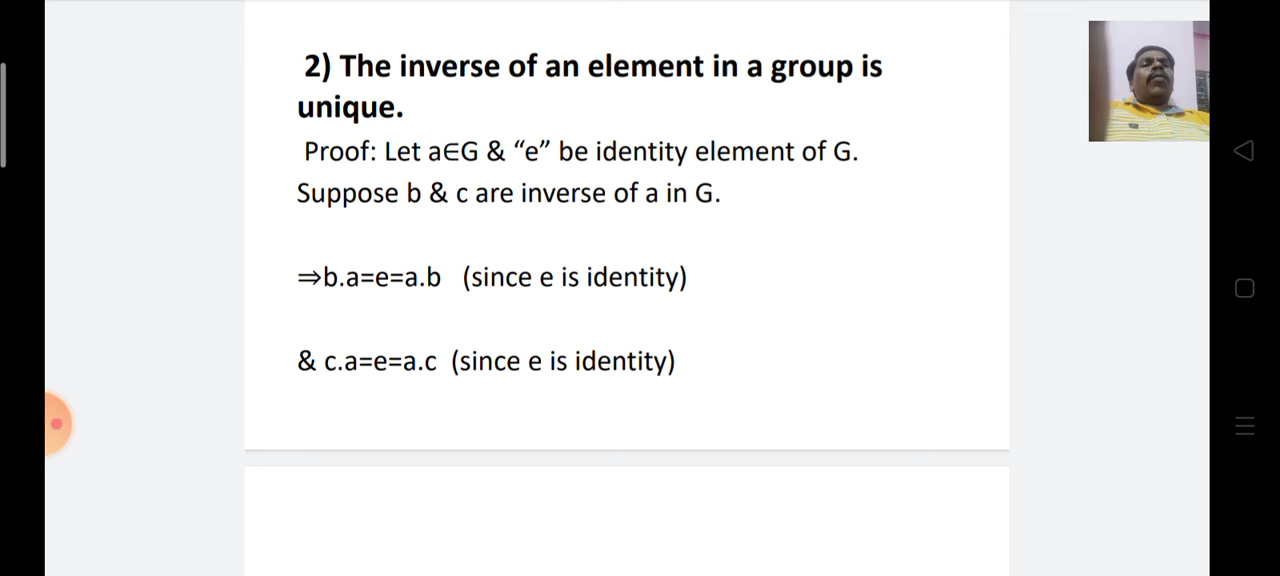 2) The inverse of an element in a group is
unique.
Proof: Let a∈G & “e” be identity element of G.
Suppose b & c are inverse of a in G.
⇒b.a=e=a.b (since e is identity)
& c.a=e=a.c (since e is identity)